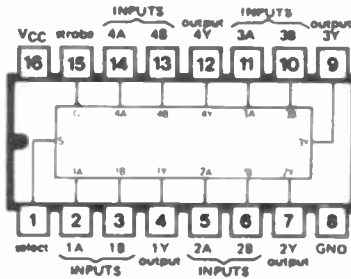 INPUTS INPUTS
VCC strobe 4A 4B output 4Y 3A 3B output 3Y
16 15 14 13 12 11 10 9
G 4A 4B 4Y 3A 3B
S 3Y
1A 1B 1Y 2A 2Y
1 2 3 4 5 6 7 8
select 1A 1B 1Y output 2A 2B 2Y output GND
INPUTS INPUTS